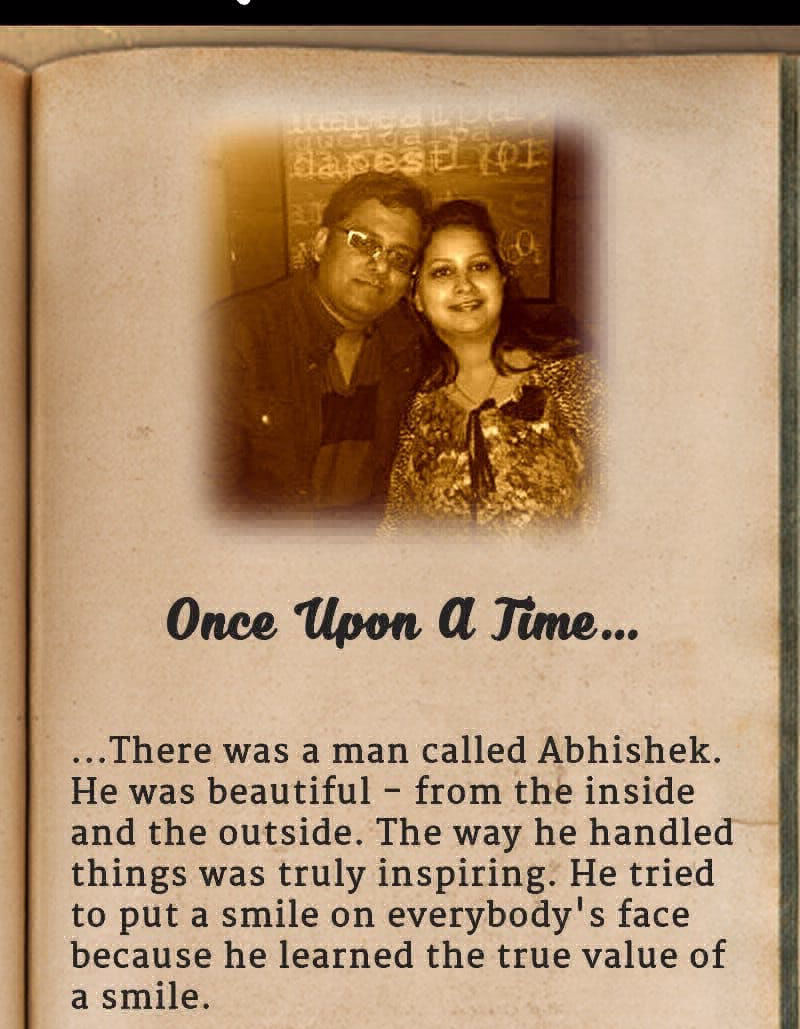 dapest
Once Upon A Time...
...There was a man called Abhishek.
He was beautiful - from the inside
and the outside. The way he handled
things was truly inspiring. He tried
to put a smile on everybody's face
because he learned the true value of
a smile.